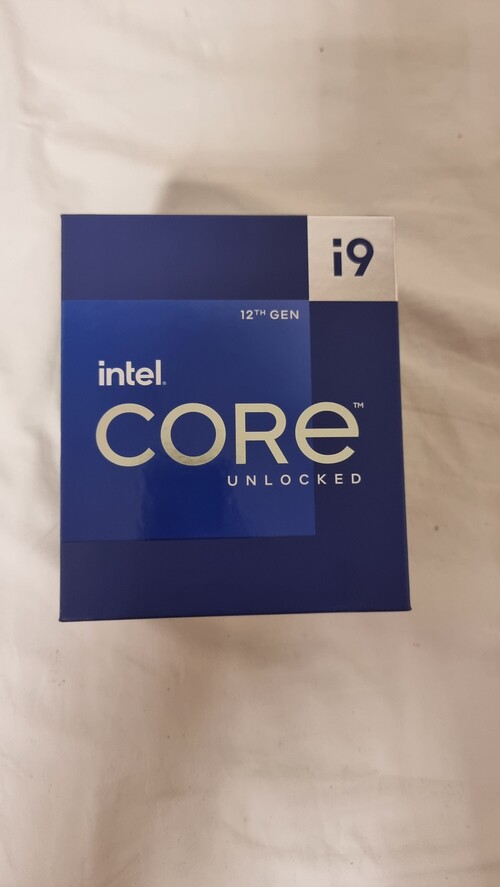 i9
12TH GEN
intel.
CORE™
UNLOCKED